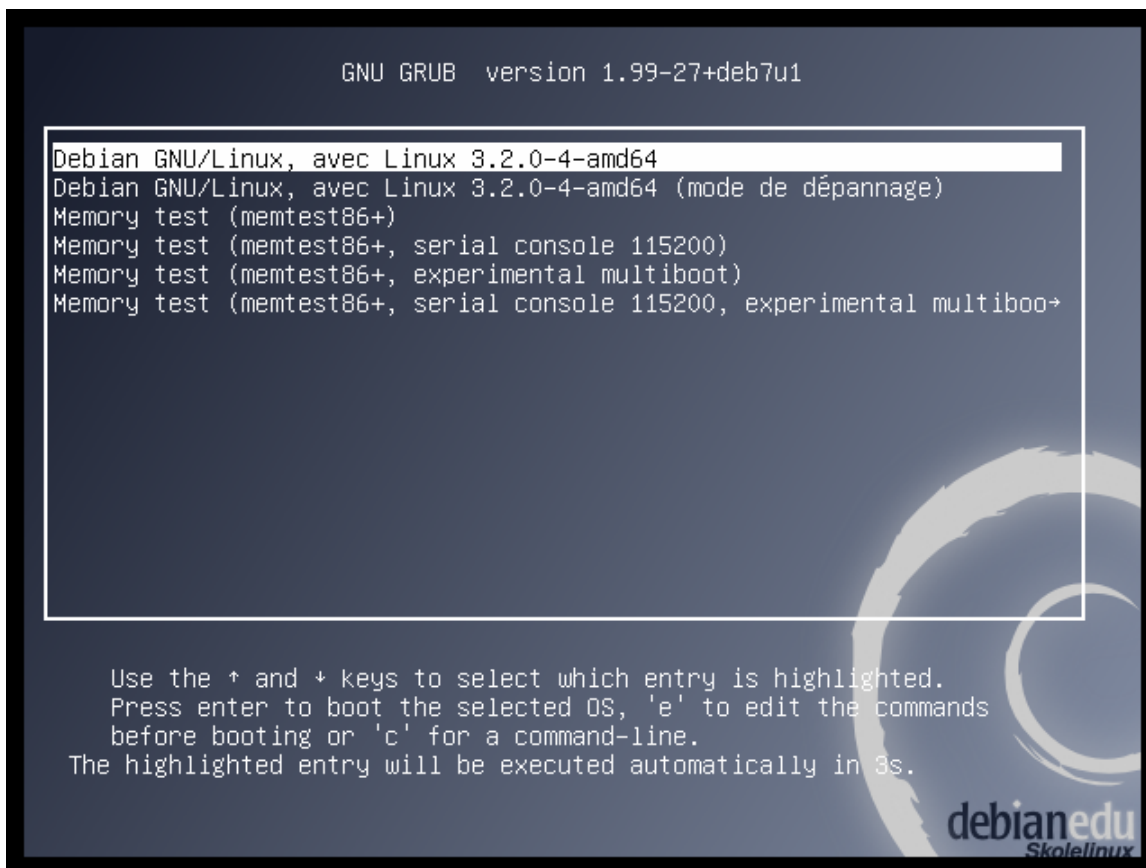 GNU GRUB version 1.99-27+deb7u1
Debian GNU/Linux, avec Linux 3.2.0-4-amd64
Debian GNU/Linux, avec Linux 3.2.0-4-amd64 (mode de dépannage)
Memory test (memtest86+)
Memory test (memtest86+, serial console 115200)
Memory test (memtest86+, experimental multiboot)
Memory test (memtest86+, serial console 115200, experimental multiboo→
Use the ↑ and ↓ keys to select which entry is highlighted.
Press enter to boot the selected OS, 'e' to edit the commands
before booting or 'c' for a command-line.
The highlighted entry will be executed automatically in 3s.
debianedu
Skolelinux